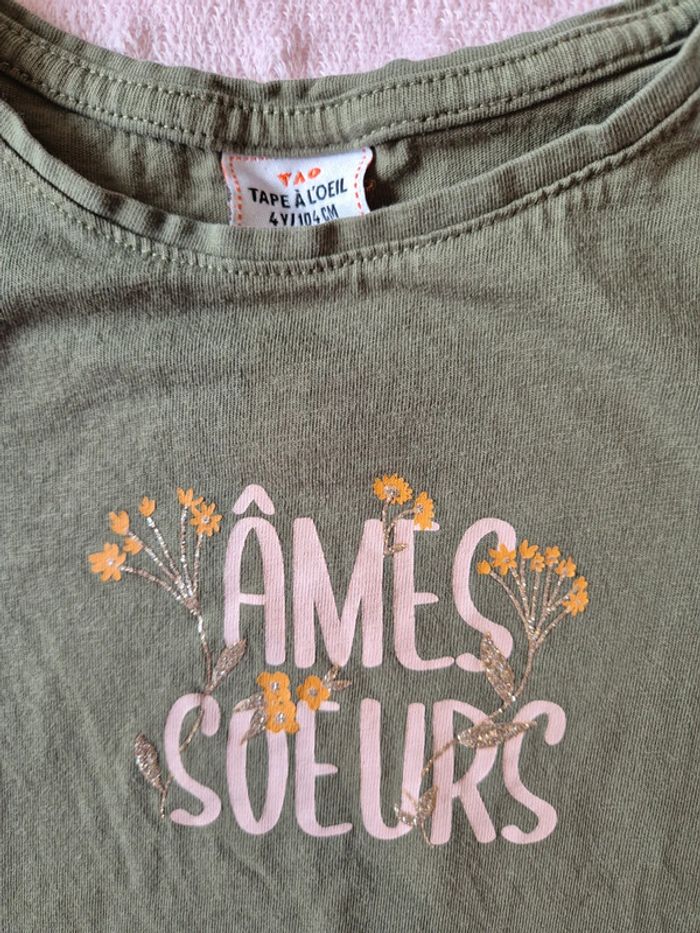 TAO
TAPE À L'OEIL
4Y/104CM
ÂMES
SOEURS